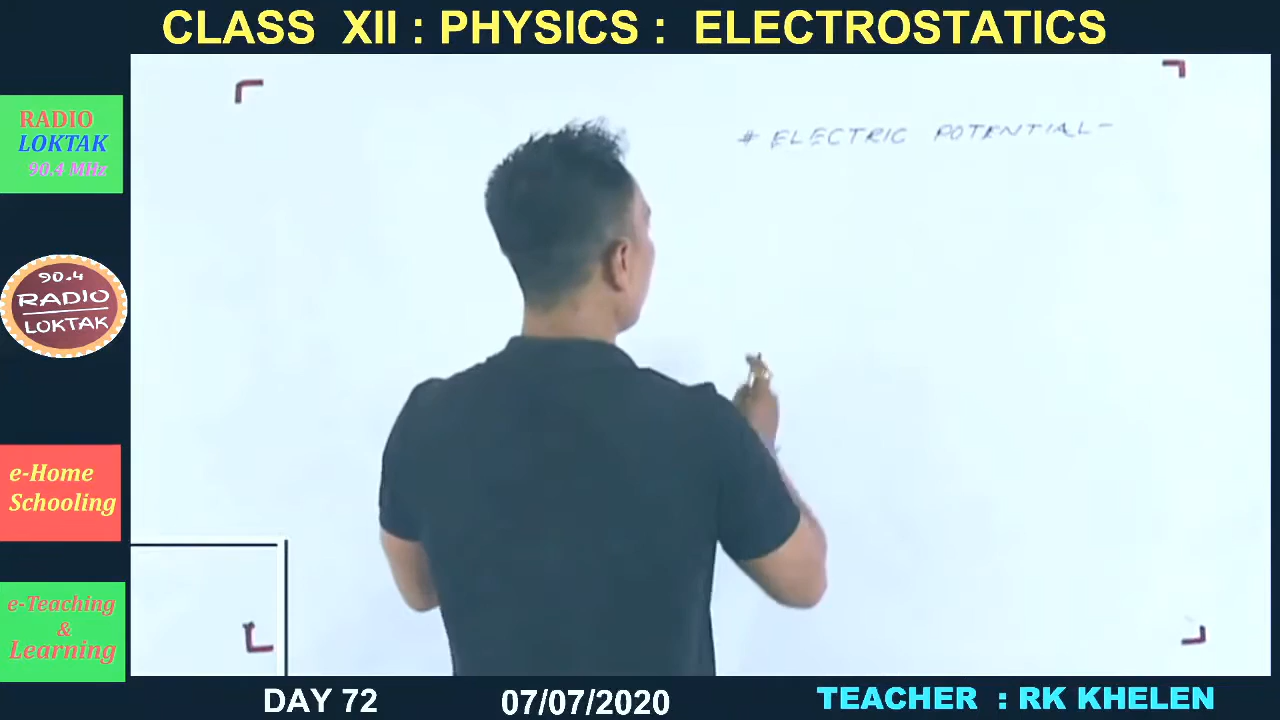 CLASS XII : PHYSICS : ELECTROSTATICS
RADIO
LOKTAK
90.4 MHz
# ELECTRIC POTENTIAL-
90.4
RADIO
LOKTAK
e-Home
Schooling
e-Teaching
&
Learning
DAY 72
07/07/2020
TEACHER : RK KHELEN